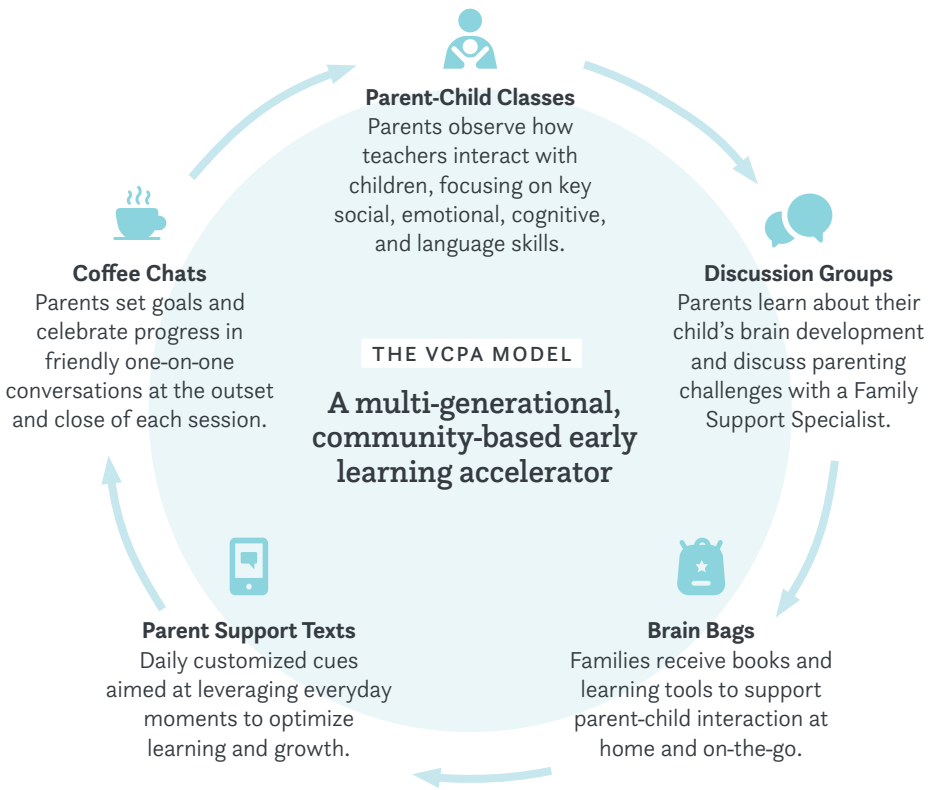 Parent-Child Classes
Parents observe how
teachers interact with
children, focusing on key
social, emotional, cognitive,
and language skills.
Discussion Groups
Parents learn about their
child’s brain development
and discuss parenting
challenges with a Family
Support Specialist.
Brain Bags
Families receive books and
learning tools to support
parent-child interaction at
home and on-the-go.
Parent Support Texts
Daily customized cues
aimed at leveraging everyday
moments to optimize
learning and growth.
Coffee Chats
Parents set goals and
celebrate progress in
friendly one-on-one
conversations at the outset
and close of each session.
THE VCPA MODEL
A multi-generational,
community-based early
learning accelerator